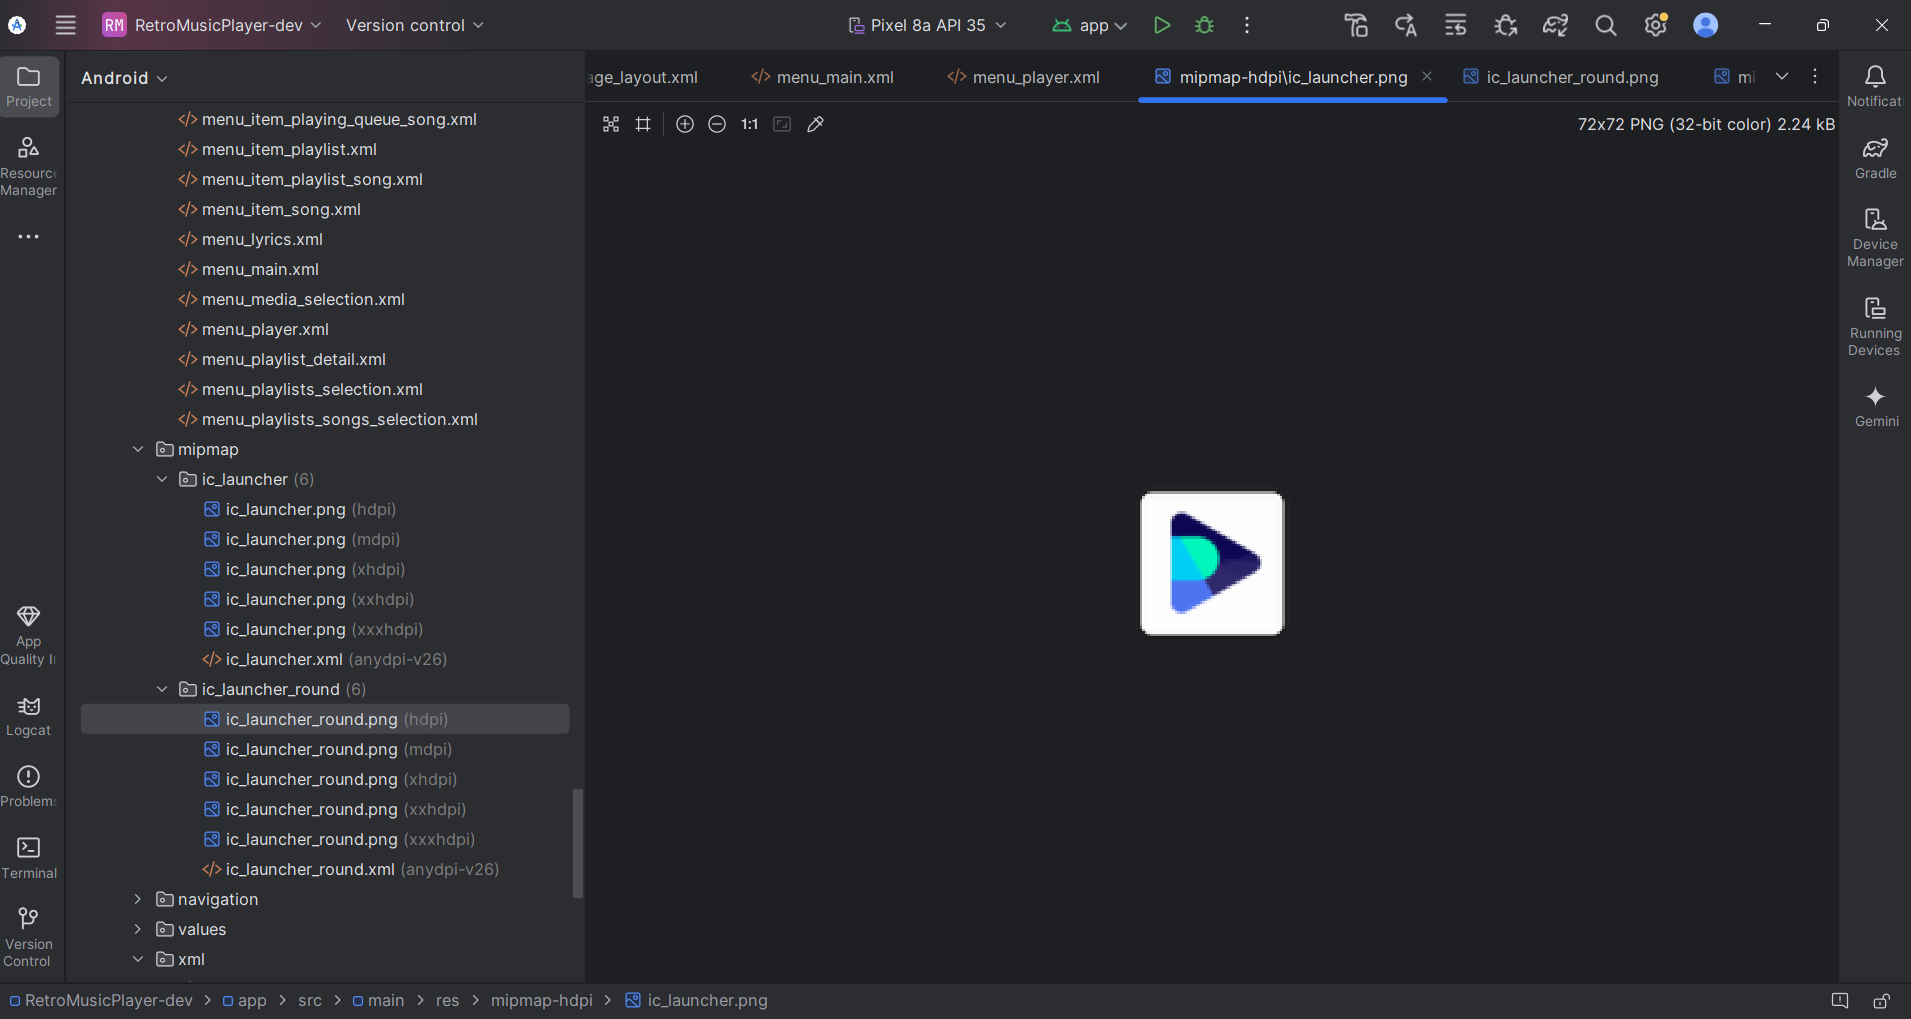 RM RetroMusicPlayer-dev Version control Pixel 8a API 35 app
Project
Resourc
Manager
App
Quality I
Logcat
Problem
Terminal
Version
Control
Android
menu_item_playing_queue_song.xml
menu_item_playlist.xml
menu_item_playlist_song.xml
menu_item_song.xml
menu_lyrics.xml
menu_main.xml
menu_media_selection.xml
menu_player.xml
menu_playlist_detail.xml
menu_playlists_selection.xml
menu_playlists_songs_selection.xml
mipmap
ic_launcher (6)
ic_launcher.png (hdpi)
ic_launcher.png (mdpi)
ic_launcher.png (xhdpi)
ic_launcher.png (xxhdpi)
ic_launcher.png (xxxhdpi)
ic_launcher.xml (anydpi-v26)
ic_launcher_round (6)
ic_launcher_round.png (hdpi)
ic_launcher_round.png (mdpi)
ic_launcher_round.png (xhdpi)
ic_launcher_round.png (xxhdpi)
ic_launcher_round.png (xxxhdpi)
ic_launcher_round.xml (anydpi-v26)
navigation
values
xml
age_layout.xml menu_main.xml menu_player.xml mipmap-hdpi\ic_launcher.png ic_launcher_round.png mi
1:1 72x72 PNG (32-bit color) 2.24 kB
Notificat
Gradle
Device
Manager
Running
Devices
Gemini
RetroMusicPlayer-dev > app > src > main > res > mipmap-hdpi > ic_launcher.png